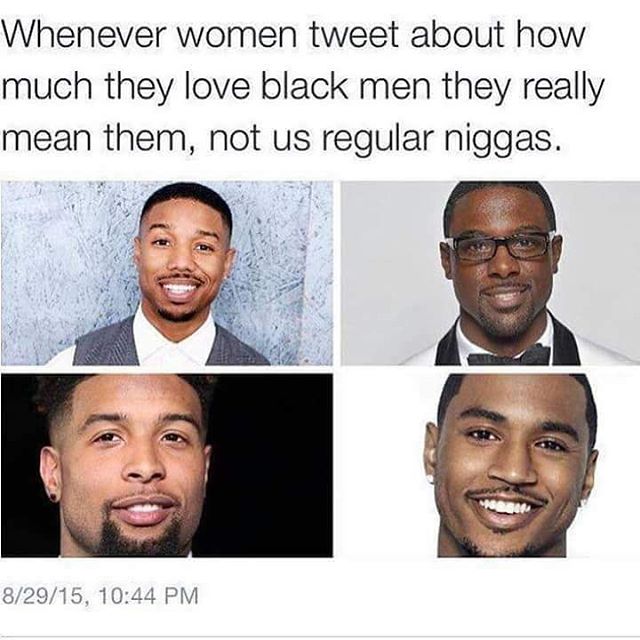 Whenever women tweet about how
much they love black men they really
mean them, not us regular niggas.
8/29/15, 10:44 PM